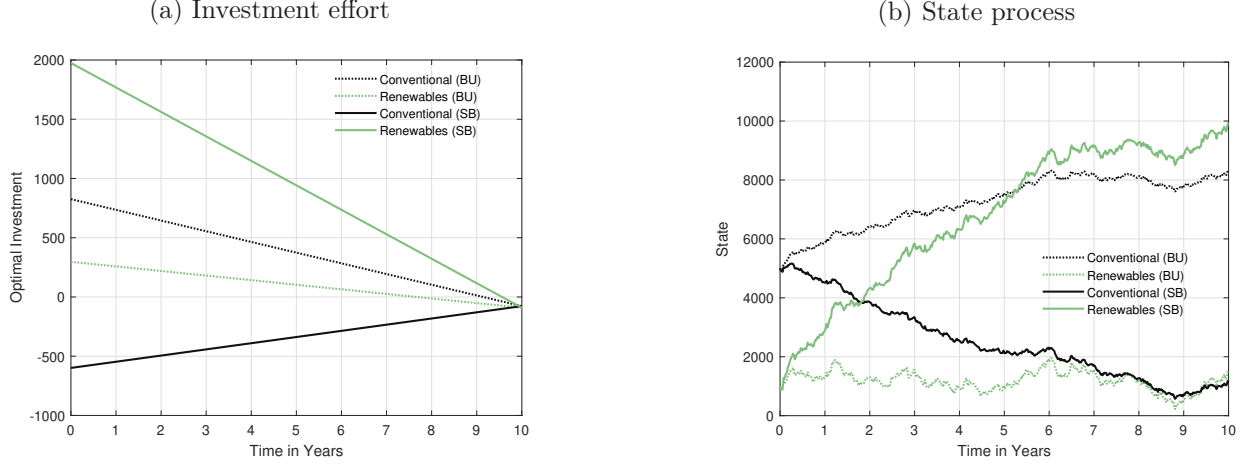 (a) Investment effort
2000
1500
1000
500
0
-500
-1000
Optimal Investment
0 1 2 3 4 5 6 7 8 9 10
Time in Years
Conventional (BU)
Renewables (BU)
Conventional (SB)
Renewables (SB)
(b) State process
12000
10000
8000
6000
4000
2000
0
State
0 1 2 3 4 5 6 7 8 9 10
Time in Years
Conventional (BU)
Renewables (BU)
Conventional (SB)
Renewables (SB)